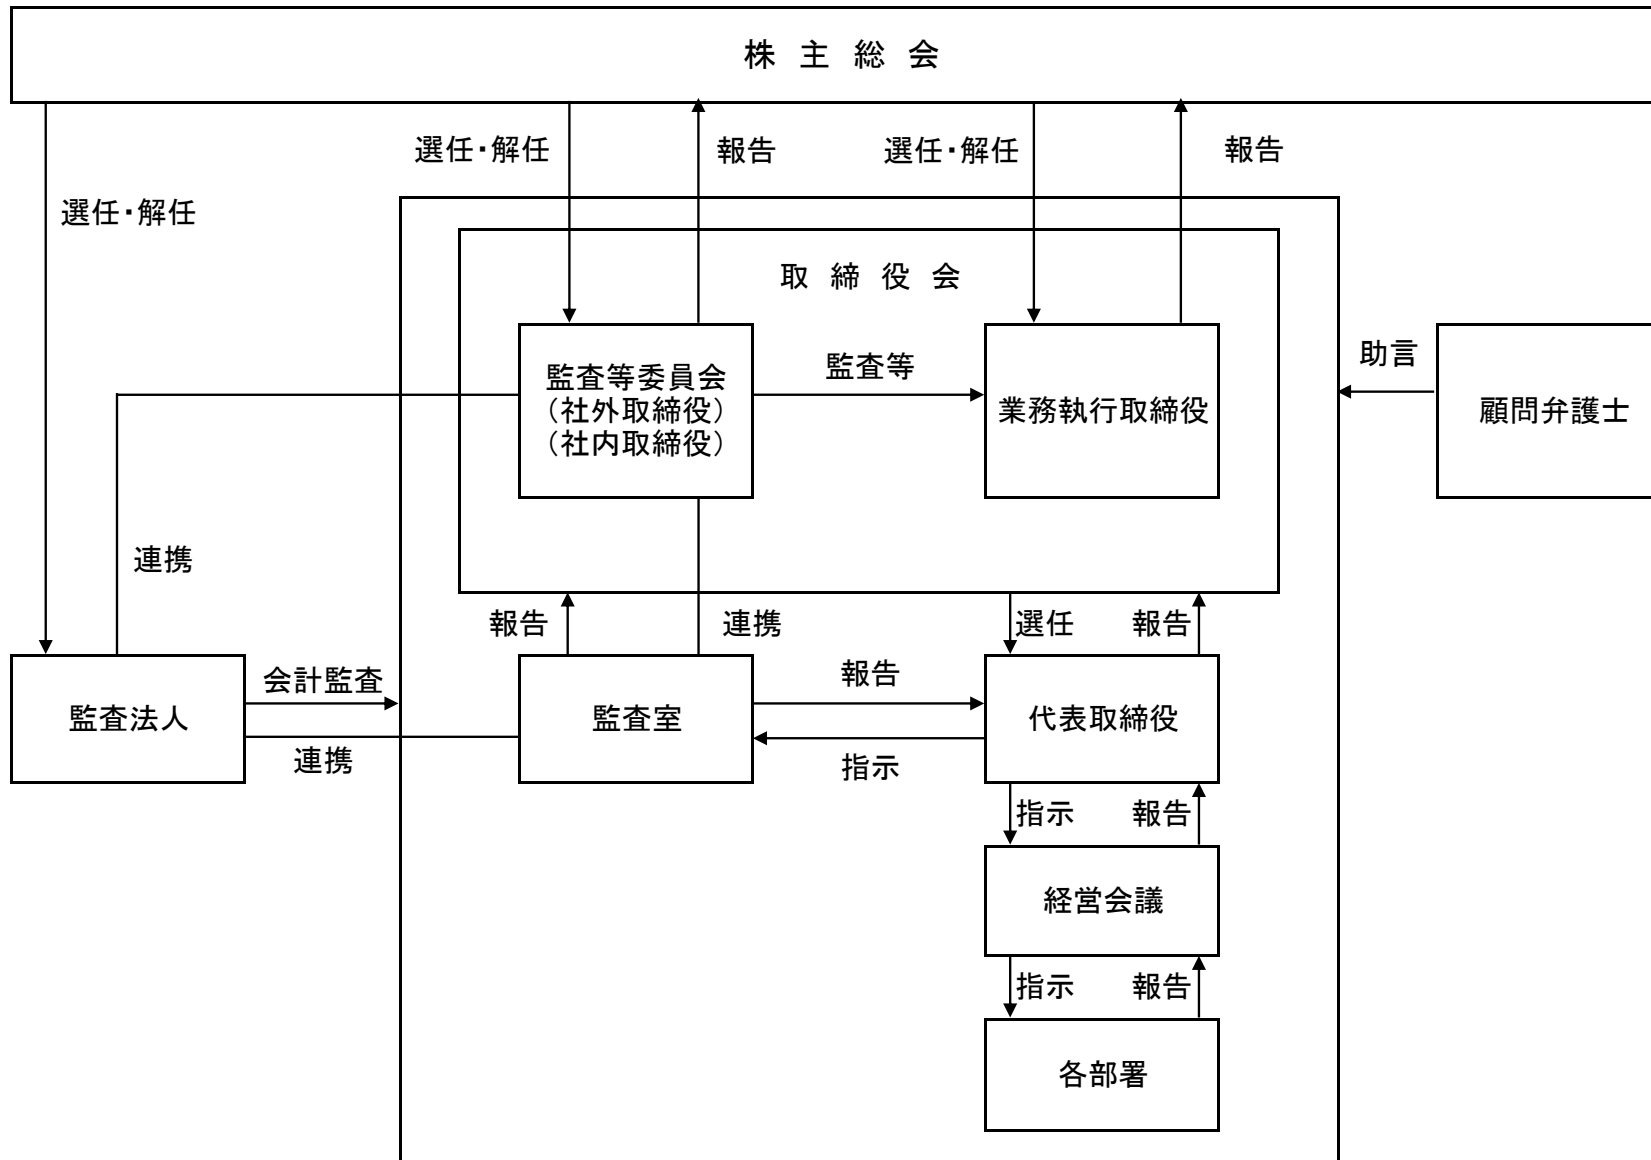 株 主 総 会
選任・解任
報告
選任・解任
報告
選任・解任
取 締 役 会
監査等委員会
（社外取締役）
（社内取締役）
監査等
業務執行取締役
助言
顧問弁護士
連携
報告
連携
選任
報告
監査法人
会計監査
連携
監査室
報告
指示
代表取締役
指示
報告
経営会議
指示
報告
各部署